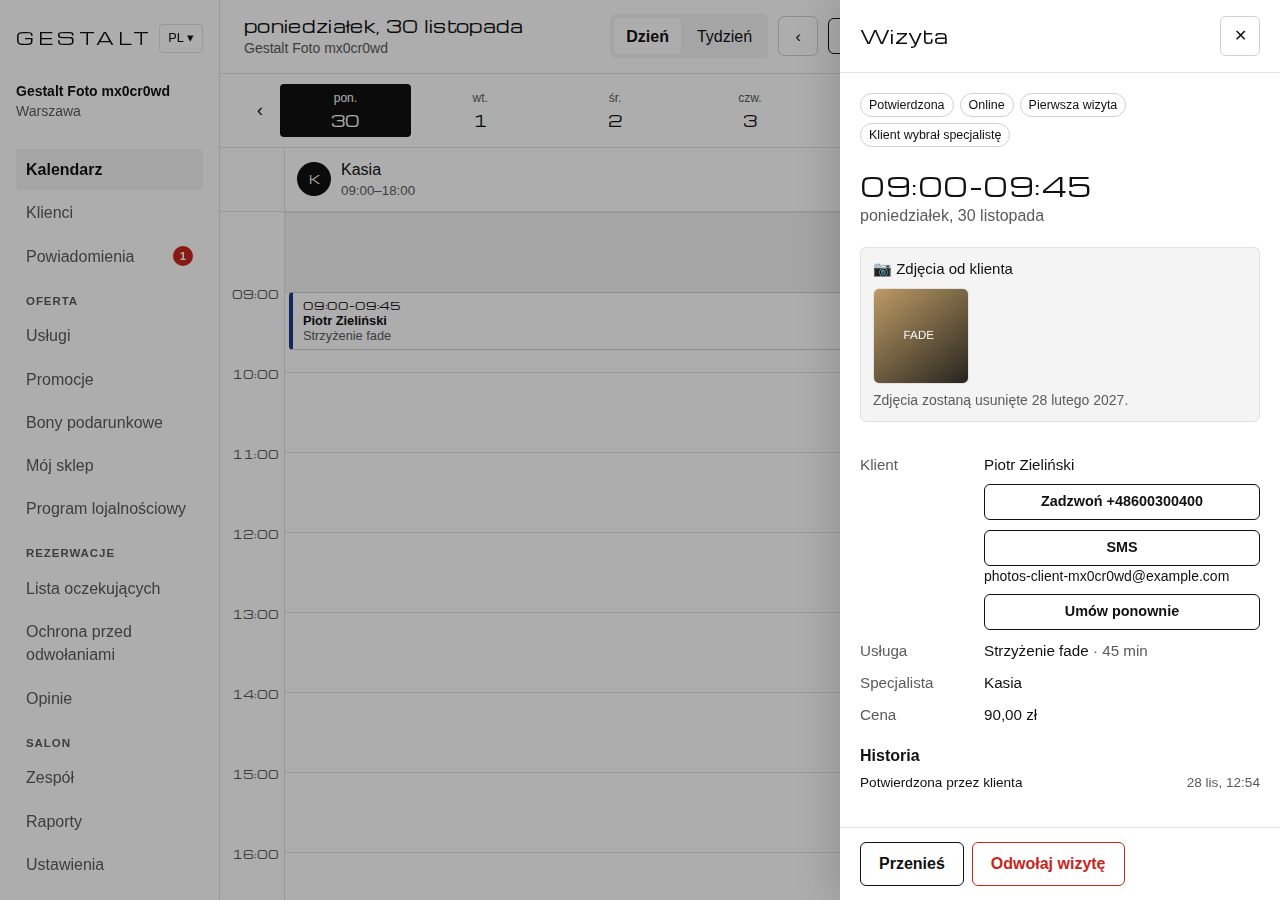 GESTALT
PL ▾
Gestalt Foto mx0cr0wd
Warszawa
Kalendarz
Klienci
Powiadomienia
1
OFERTA
Usługi
Promocje
Bony podarunkowe
Mój sklep
Program lojalnościowy
REZERWACJE
Lista oczekujących
Ochrona przed
odwołaniami
Opinie
SALON
Zespół
Raporty
Ustawienia
poniedziałek, 30 listopada
Gestalt Foto mx0cr0wd
Dzień
Tydzień
‹
‹
pon.
30
wt.
1
śr.
2
czw.
3
K
Kasia
09:00–18:00
09:00
10:00
11:00
12:00
13:00
14:00
15:00
16:00
09:00–09:45
Piotr Zieliński
Strzyżenie fade
Wizyta
✕
Potwierdzona
Online
Pierwsza wizyta
Klient wybrał specjalistę
09:00–09:45
poniedziałek, 30 listopada
📷 Zdjęcia od klienta
FADE
Zdjęcia zostaną usunięte 28 lutego 2027.
Klient
Piotr Zieliński
Zadzwoń +48600300400
SMS
photos-client-mx0cr0wd@example.com
Umów ponownie
Usługa
Strzyżenie fade · 45 min
Specjalista
Kasia
Cena
90,00 zł
Historia
Potwierdzona przez klienta
28 lis, 12:54
Przenieś
Odwołaj wizytę